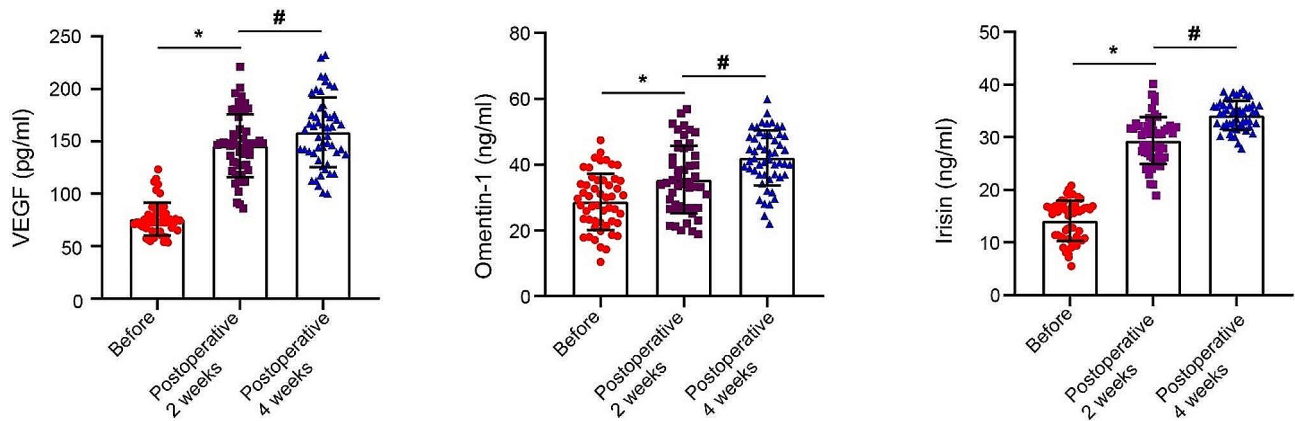 VEGF (pg/ml)
250
200
150
100
50
0
*
#
Before
Postoperative
2 weeks
Postoperative
4 weeks
Omentin-1 (ng/ml)
80
60
40
20
0
*
#
Before
Postoperative
2 weeks
Postoperative
4 weeks
Irisin (ng/ml)
50
40
30
20
10
0
*
#
Before
Postoperative
2 weeks
Postoperative
4 weeks